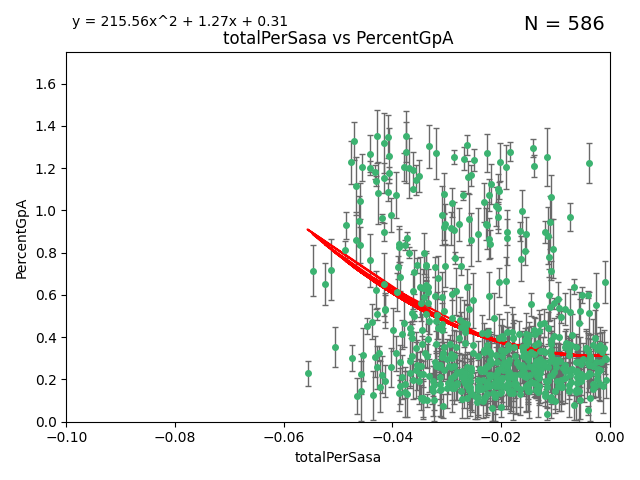 y = 215.56x^2 + 1.27x + 0.31
N = 586
totalPerSasa vs PercentGpA
PercentGpA
1.6
1.4
1.2
1.0
0.8
0.6
0.4
0.2
0.0
−0.10 −0.08 −0.06 −0.04 −0.02 0.00
totalPerSasa